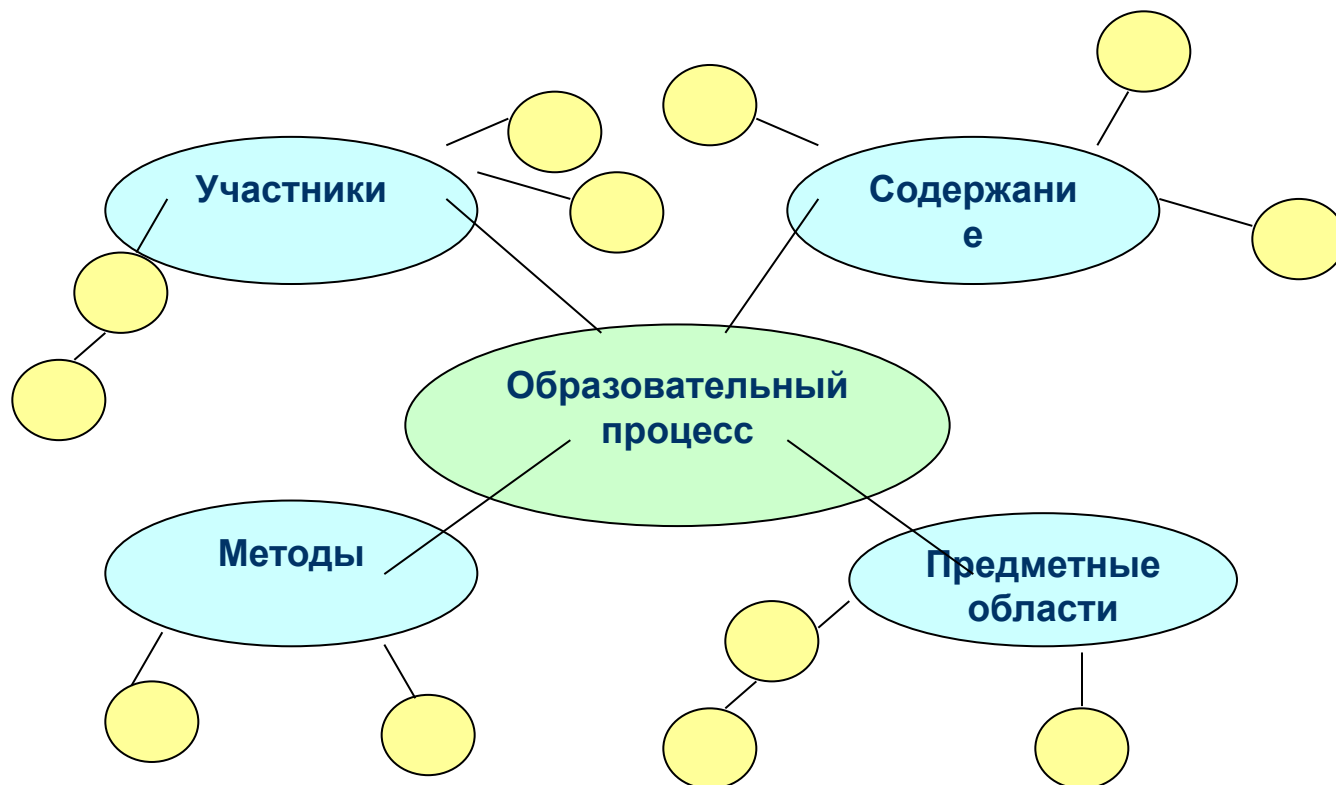 Участники
Содержани
е
Образовательный
процесс
Методы
Предметные
области